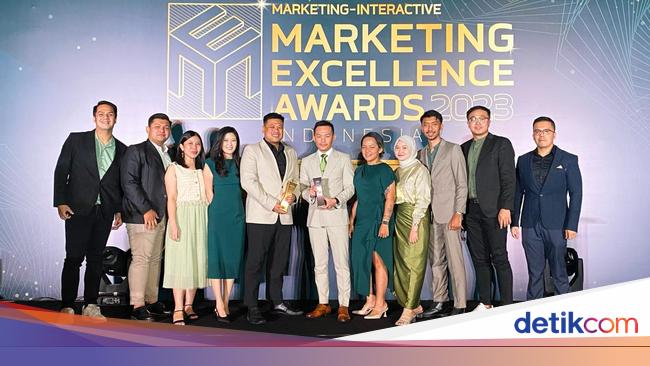 MARKETING-INTERACTIVE
MARKETING
EXCELLENCE
AWARDS 2023
INDONESIA
detikcom